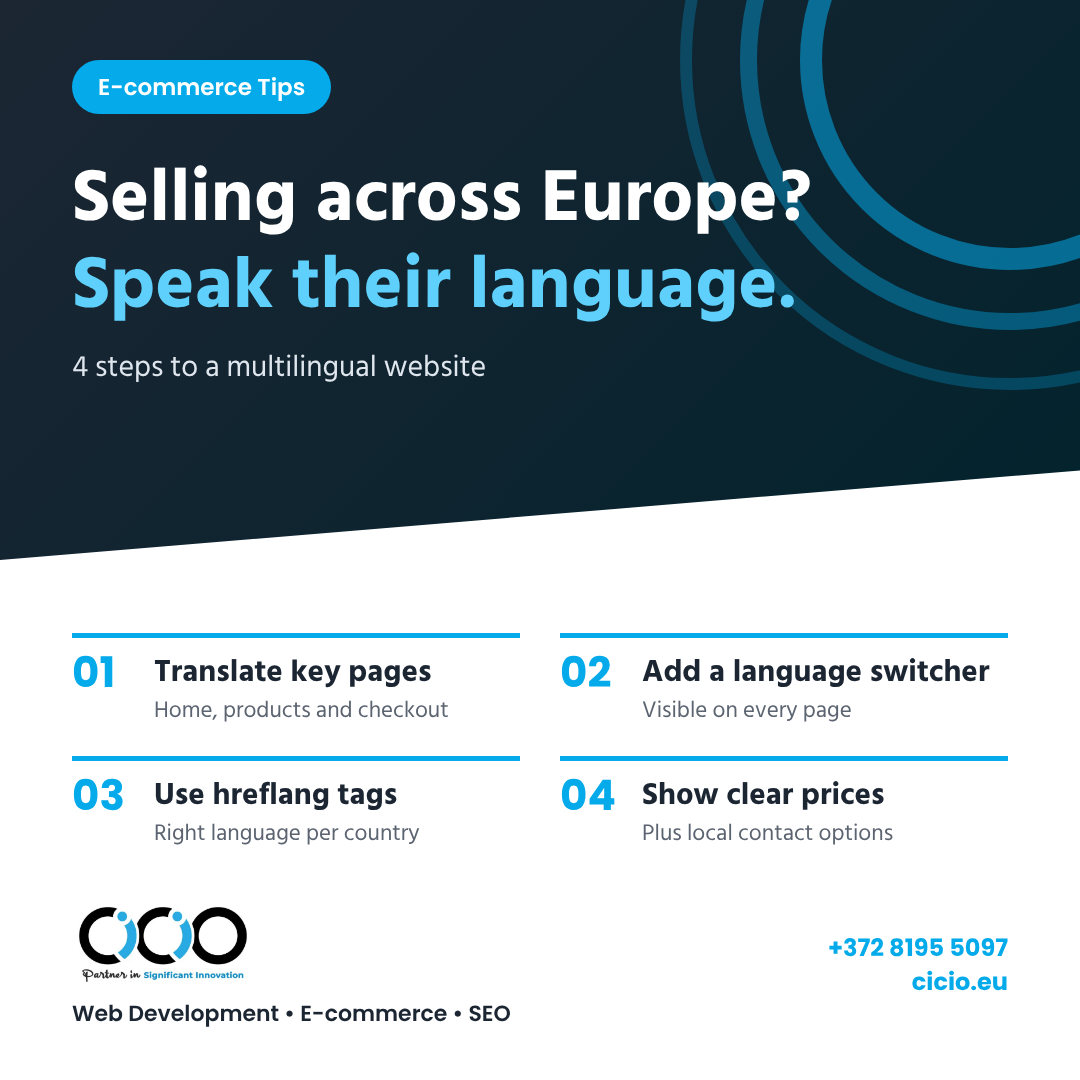 E-commerce Tips
Selling across Europe?
Speak their language.
4 steps to a multilingual website
01
Translate key pages
Home, products and checkout
02
Add a language switcher
Visible on every page
03
Use hreflang tags
Right language per country
04
Show clear prices
Plus local contact options
CiCiO
Partner in Significant Innovation
Web Development • E-commerce • SEO
+372 8195 5097
cicio.eu